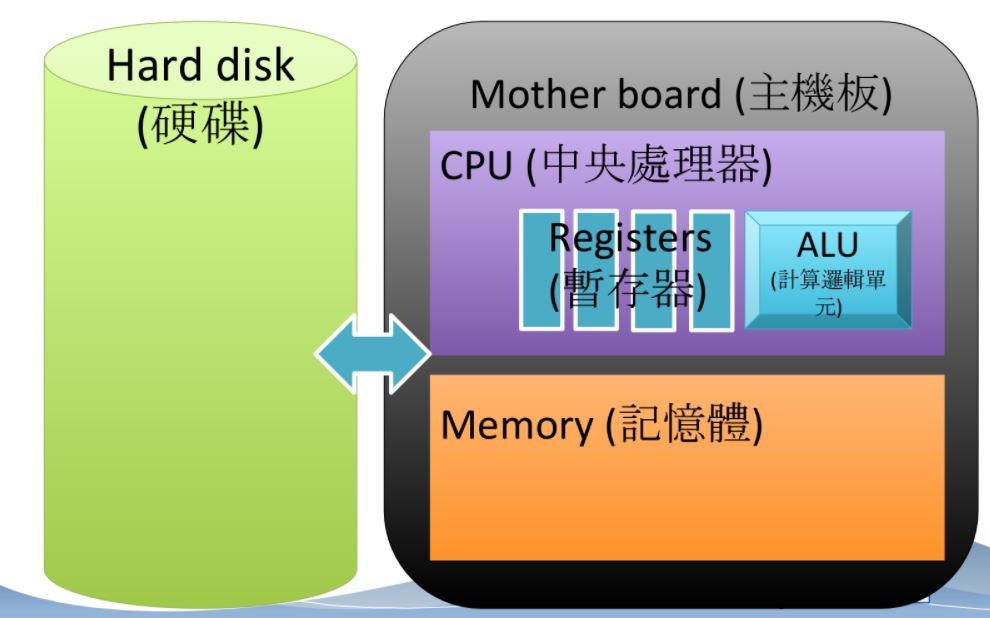 Hard disk
(硬碟)
Mother board (主機板)
CPU (中央處理器)
Registers
(暫存器)
ALU
(計算邏輯單
元)
Memory (記憶體)